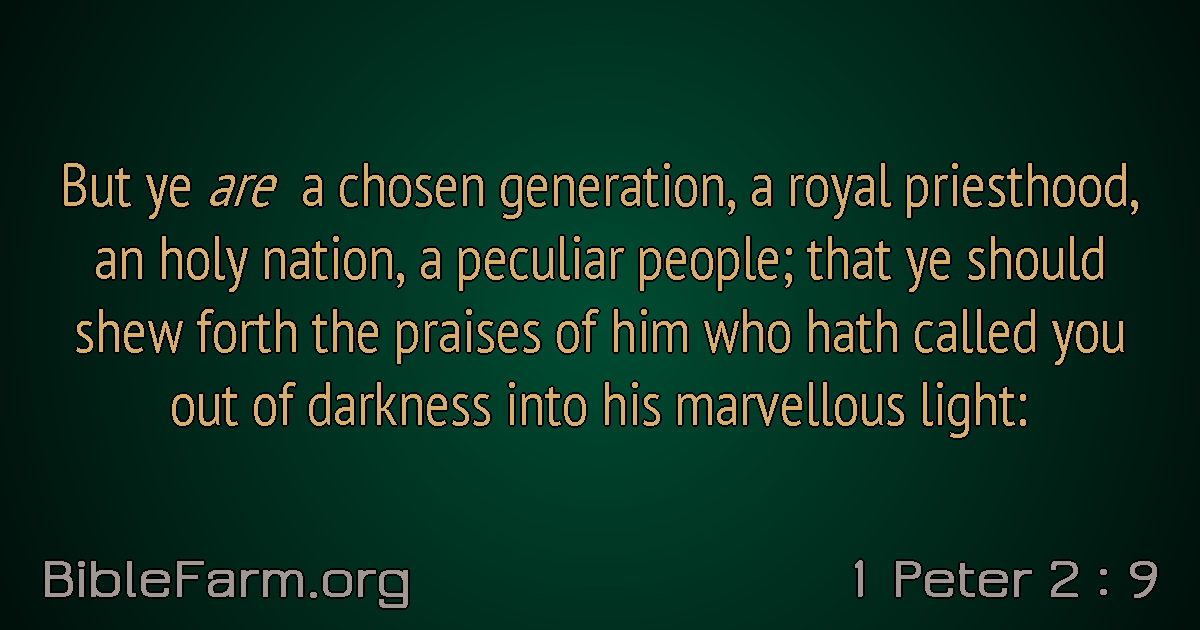 But ye are a chosen generation, a royal priesthood,
an holy nation, a peculiar people; that ye should
shew forth the praises of him who hath called you
out of darkness into his marvellous light:
BibleFarm.org
1 Peter 2 : 9